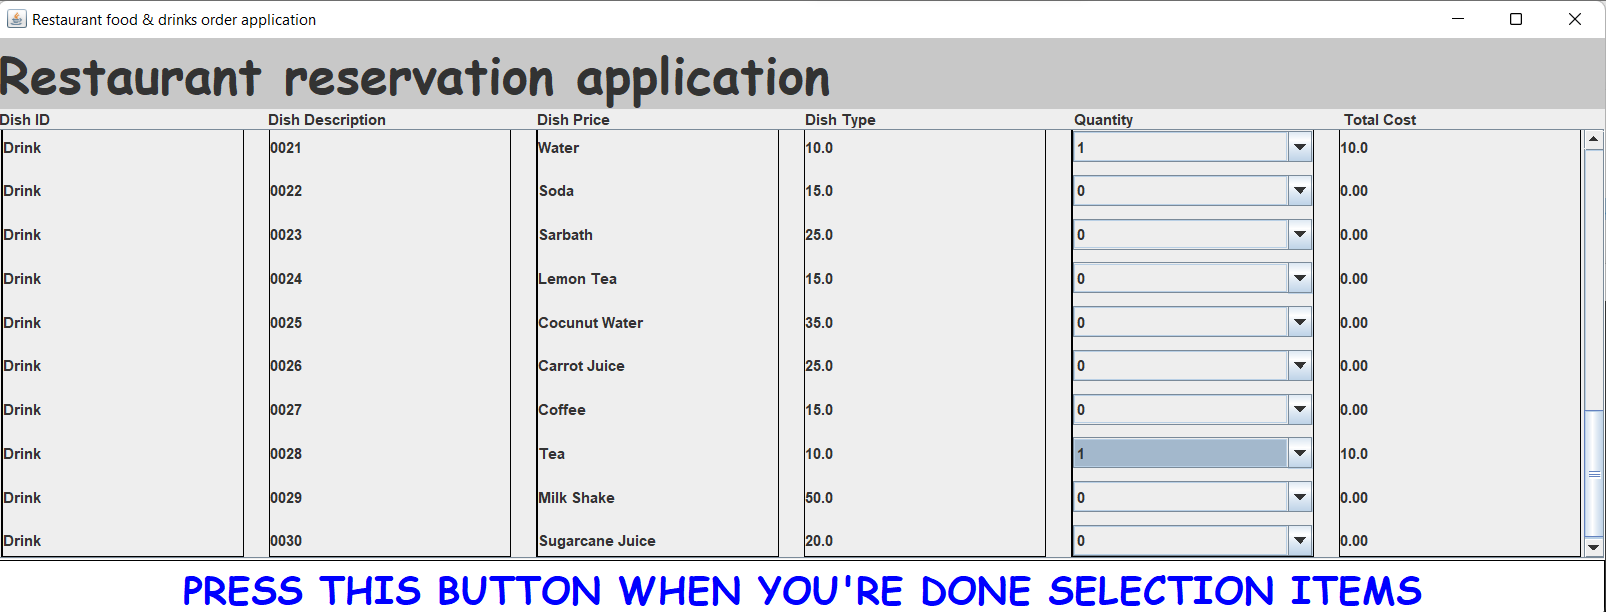 Restaurant food & drinks order application
Restaurant reservation application
Dish ID Dish Description Dish Price Dish Type Quantity Total Cost
Drink 0021 Water 10.0 1 10.0
Drink 0022 Soda 15.0 0 0.00
Drink 0023 Sarbath 25.0 0 0.00
Drink 0024 Lemon Tea 15.0 0 0.00
Drink 0025 Cocunut Water 35.0 0 0.00
Drink 0026 Carrot Juice 25.0 0 0.00
Drink 0027 Coffee 15.0 0 0.00
Drink 0028 Tea 10.0 1 10.0
Drink 0029 Milk Shake 50.0 0 0.00
Drink 0030 Sugarcane Juice 20.0 0 0.00
PRESS THIS BUTTON WHEN YOU'RE DONE SELECTION ITEMS